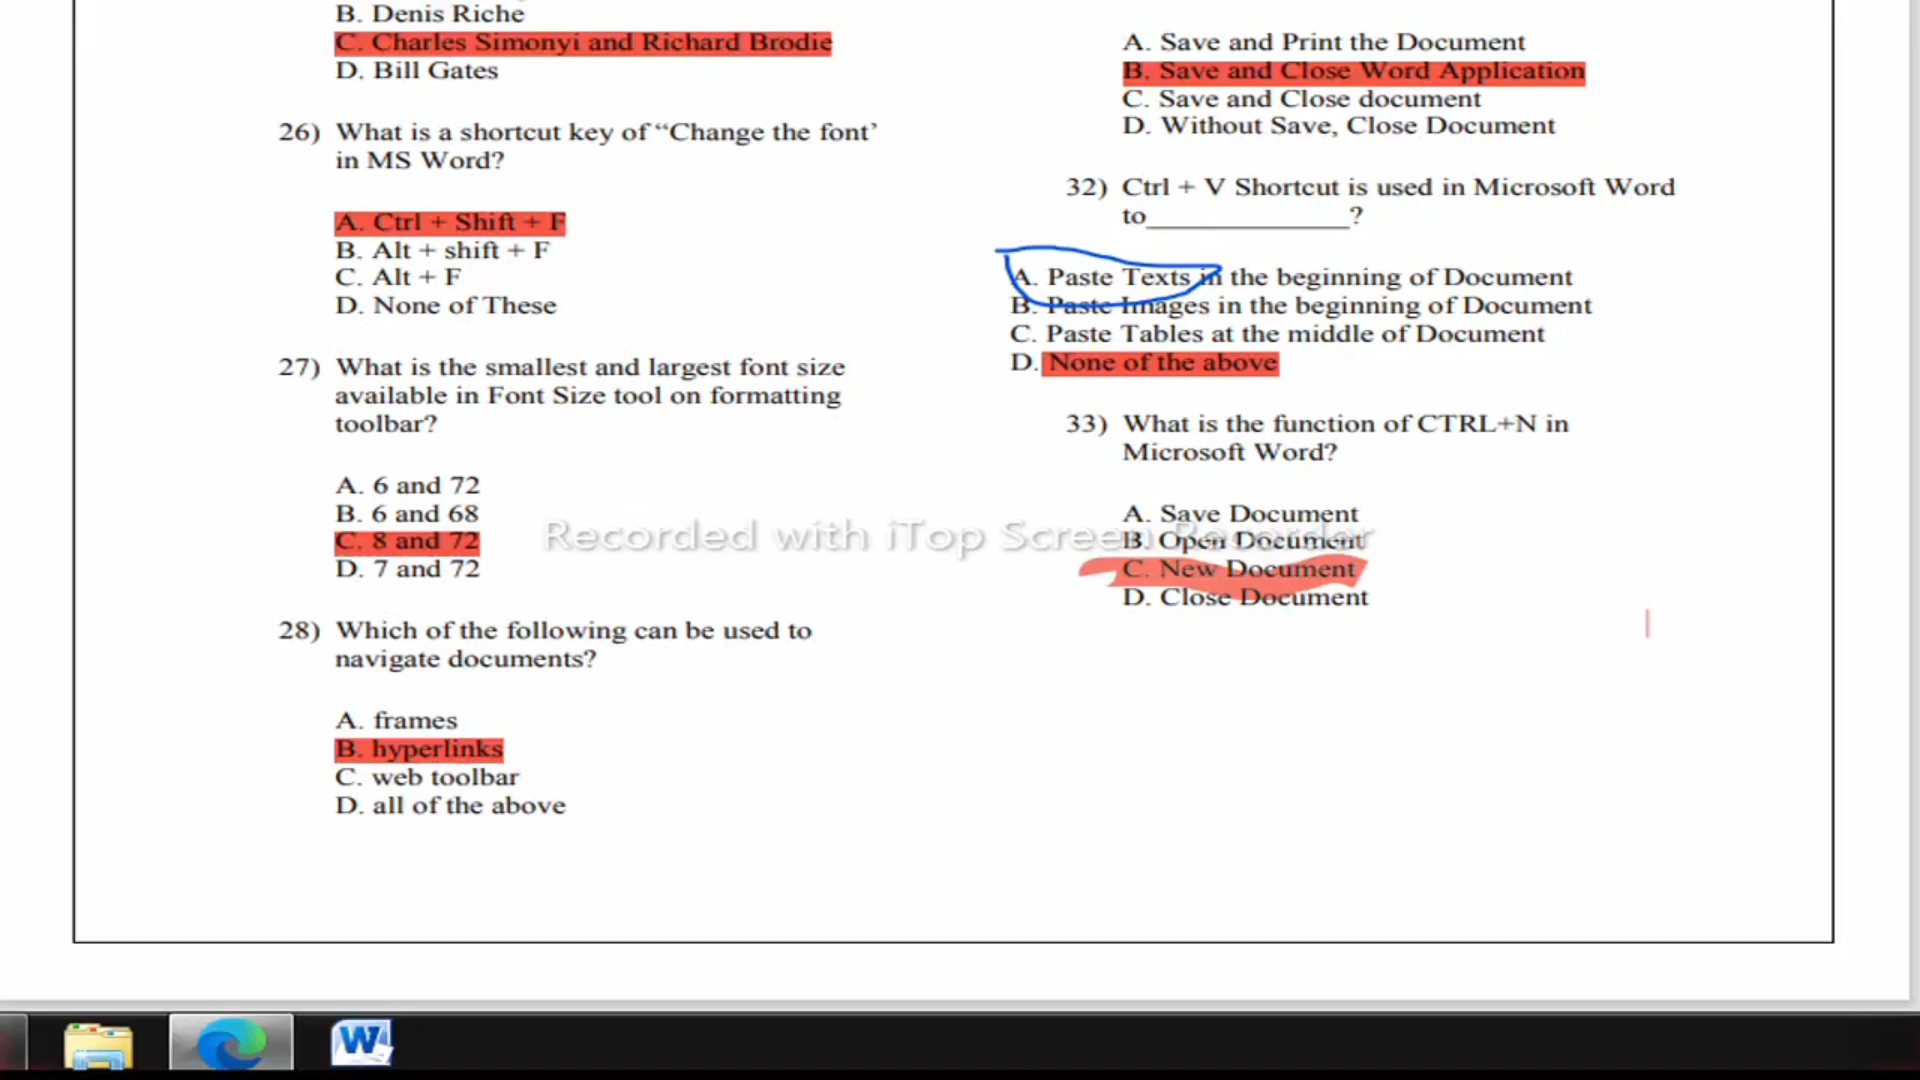 B. Denis Riche
C. Charles Simonyi and Richard Brodie
D. Bill Gates
26) What is a shortcut key of “Change the font’
in MS Word?
A. Ctrl + Shift + F
B. Alt + shift + F
C. Alt + F
D. None of These
27) What is the smallest and largest font size
available in Font Size tool on formatting
toolbar?
A. 6 and 72
B. 6 and 68
C. 8 and 72
D. 7 and 72
28) Which of the following can be used to
navigate documents?
A. frames
B. hyperlinks
C. web toolbar
D. all of the above
A. Save and Print the Document
B. Save and Close Word Application
C. Save and Close document
D. Without Save, Close Document
32) Ctrl + V Shortcut is used in Microsoft Word
to_______________?
A. Paste Texts in the beginning of Document
B. Paste Images in the beginning of Document
C. Paste Tables at the middle of Document
D. None of the above
33) What is the function of CTRL+N in
Microsoft Word?
A. Save Document
B. Open Document
C. New Document
D. Close Document
Recorded with iTop Screen Recorder
W